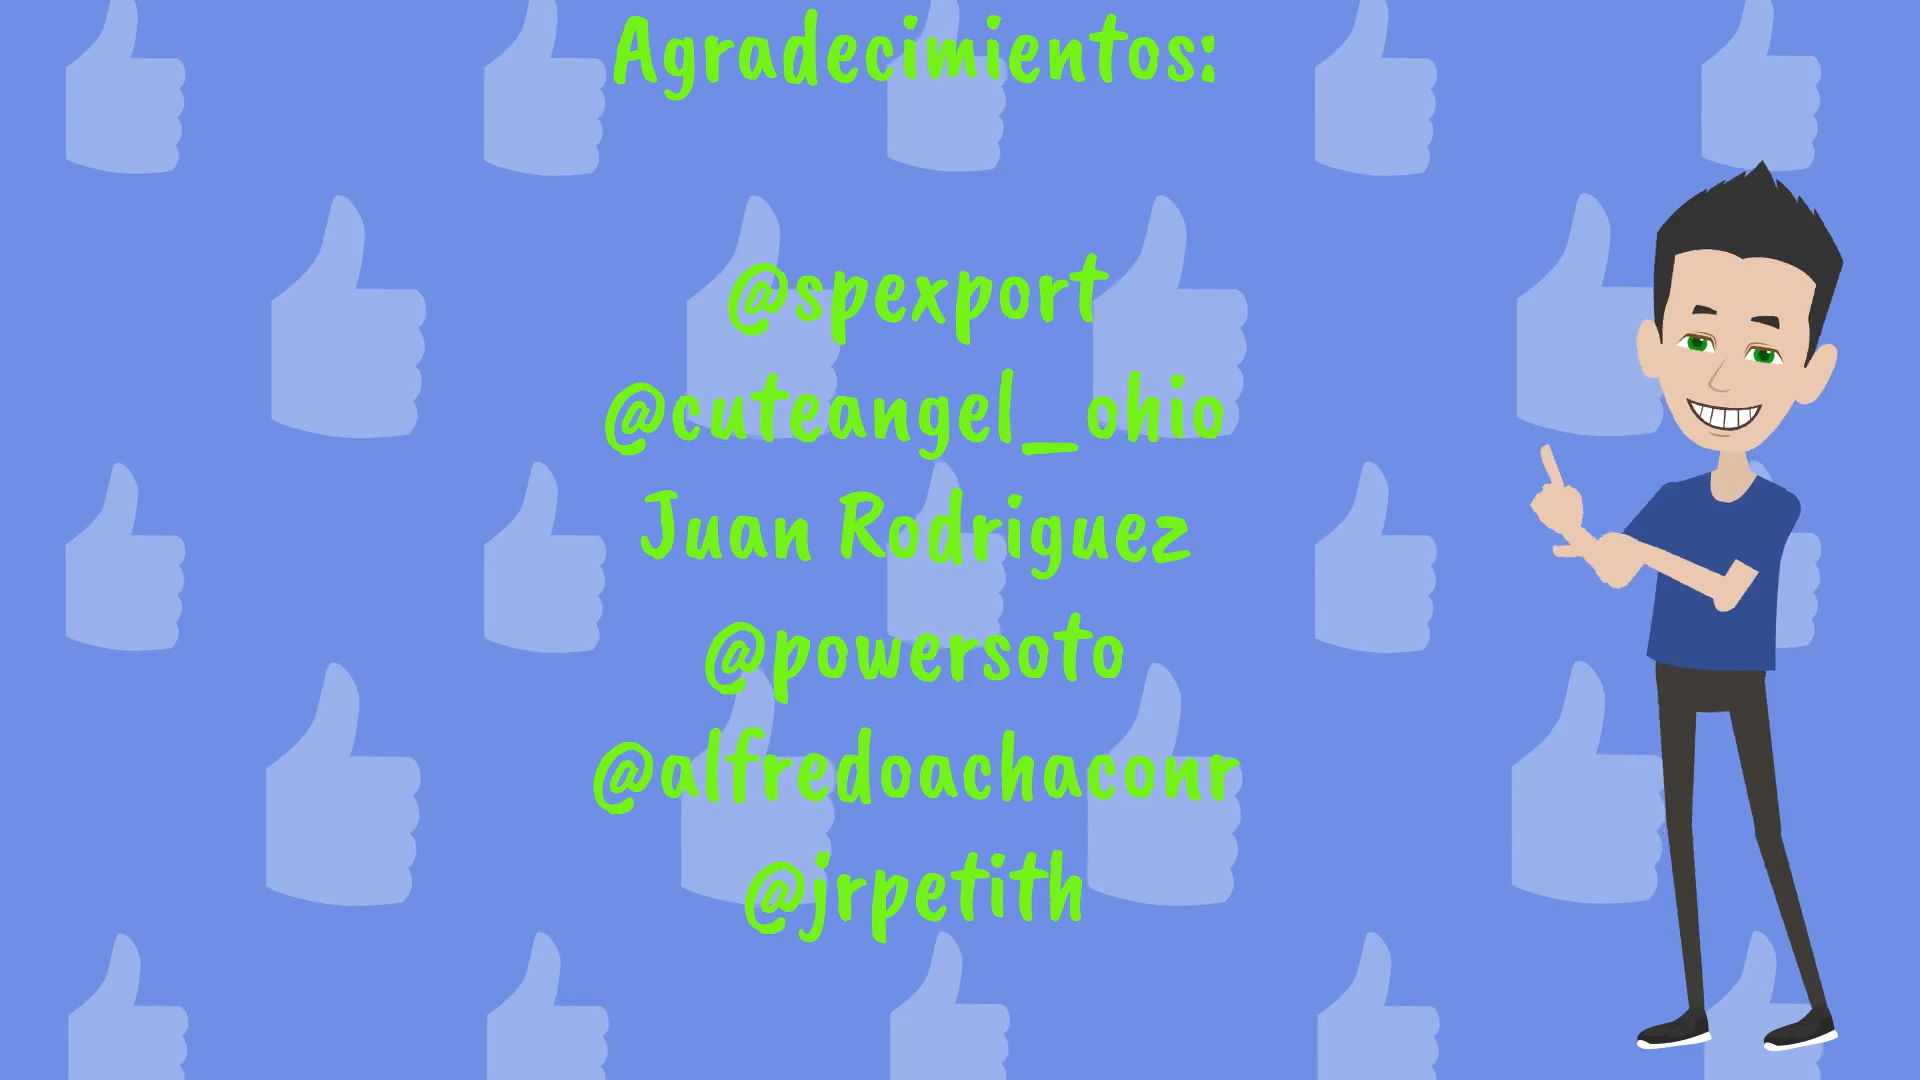 Agradecimientos:
@spexport
@cuteangel_ohio
Juan Rodriguez
@powersoto
@alfredoachaconr
@jrpetith